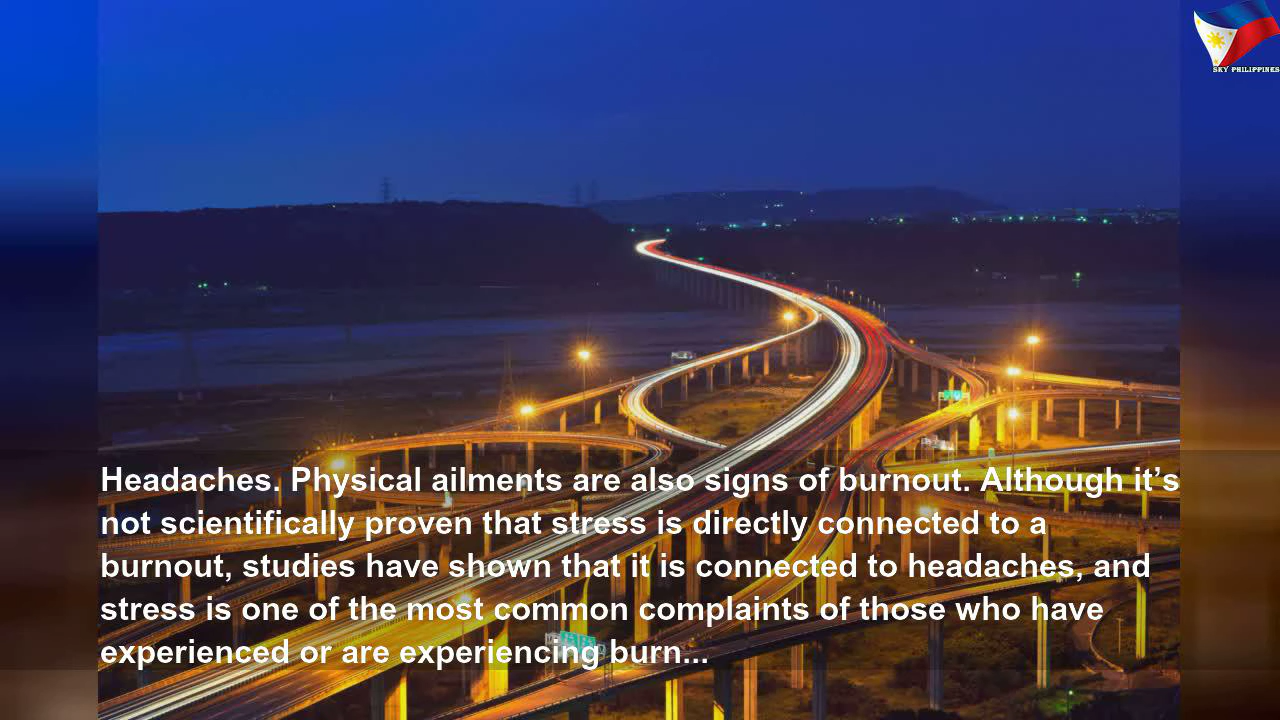 SKY PHILIPPINES
Headaches. Physical ailments are also signs of burnout. Although it’s
not scientifically proven that stress is directly connected to a
burnout, studies have shown that it is connected to headaches, and
stress is one of the most common complaints of those who have
experienced or are experiencing burn...